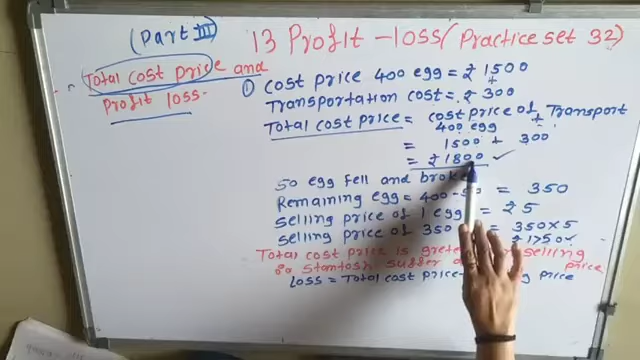 (Part III)
13 Profit - loss (Practice set 32)
Total cost price and
Profit loss-
① cost price 400 egg = ₹ 1500
+
Transportation cost = ₹ 300
Total cost price = cost price of + Transport
400 egg
= 1500 + 300
= ₹ 1800 ✓
50 egg fell and
Remaining egg = 400 - 50 = 350
selling price of 1 egg = ₹ 5
selling price of 350 = 350 × 5
1750
Total cost price is selling
price
So Stantosh suffer
Loss = Total cost price - price